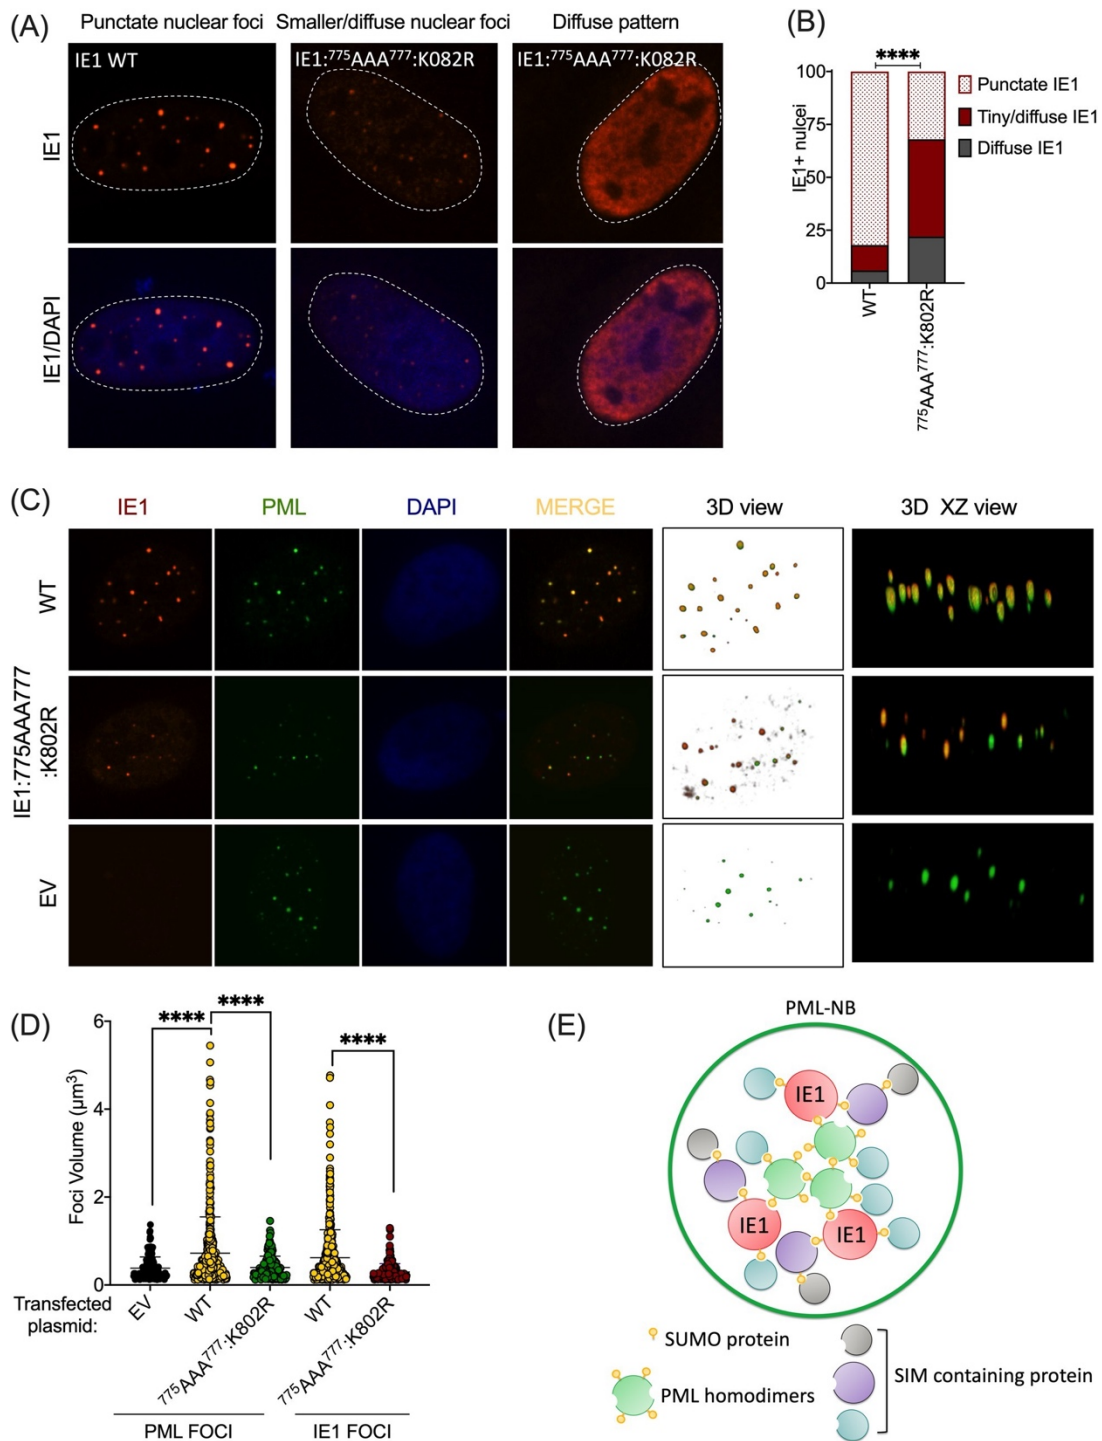 (A)
Punctate nuclear foci
Smaller/diffuse nuclear foci
Diffuse pattern
IE1 WT
IE1:⁷⁷⁵AAA⁷⁷⁷:K082R
IE1:⁷⁷⁵AAA⁷⁷⁷:K082R
IE1
IE1/DAPI
(B)
****
100
75
50
25
0
IE1+ nulcei
Punctate IE1
Tiny/diffuse IE1
Diffuse IE1
WT
⁷⁷⁵AAA⁷⁷⁷:K802R
(C)
IE1
PML
DAPI
MERGE
3D view
3D XZ view
WT
IE1:775AAA777
:K802R
EV
(D)
****
****
****
6
4
2
0
Foci Volume (µm³)
Transfected
plasmid:
EV
WT
⁷⁷⁵AAA⁷⁷⁷:K802R
WT
⁷⁷⁵AAA⁷⁷⁷:K802R
PML FOCI
IE1 FOCI
(E)
PML-NB
IE1
IE1
IE1
SUMO protein
PML homodimers
SIM containing protein